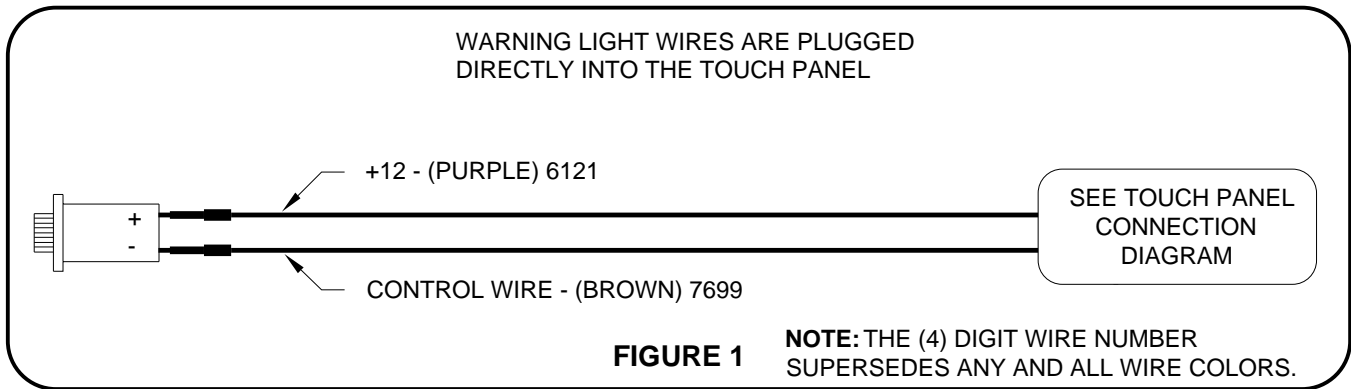 WARNING LIGHT WIRES ARE PLUGGED
DIRECTLY INTO THE TOUCH PANEL
+12 - (PURPLE) 6121
+
-
SEE TOUCH PANEL
CONNECTION
DIAGRAM
CONTROL WIRE - (BROWN) 7699
FIGURE 1
NOTE: THE (4) DIGIT WIRE NUMBER
SUPERSEDES ANY AND ALL WIRE COLORS.